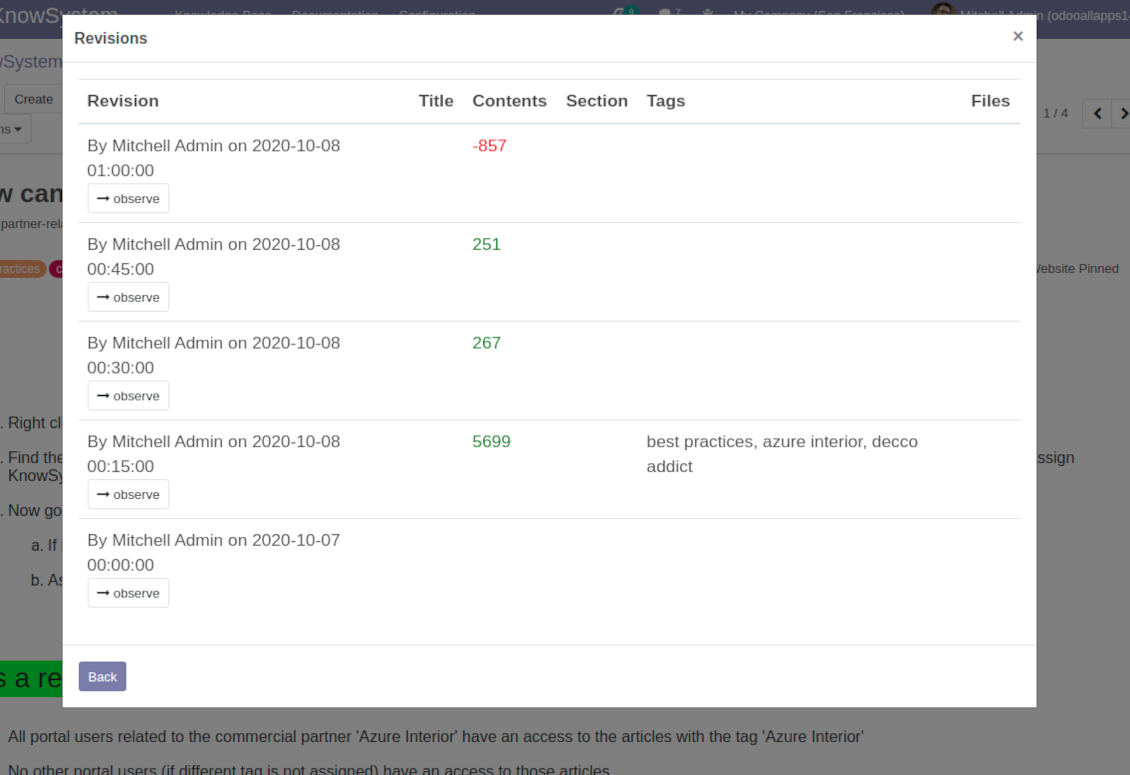 KnowSystem Knowledge Base Documentation Configuration 9 7 My Company (San Francisco) Mitchell Admin (odooallapps1
Revisions ×
wSystem
Revision Title Contents Section Tags Files
Create
1 / 4
ns
By Mitchell Admin on 2020-10-08 -857
01:00:00
→ observe
w can
partner-rela
By Mitchell Admin on 2020-10-08 251
00:45:00
ractices c
Website Pinned
→ observe
By Mitchell Admin on 2020-10-08 267
00:30:00
→ observe
. Right cl
By Mitchell Admin on 2020-10-08 5699 best practices, azure interior, decco
00:15:00 addict
. Find the ssign
KnowSy
→ observe
. Now go
By Mitchell Admin on 2020-10-07
00:00:00
a. If i
b. As
→ observe
Back
s a re
All portal users related to the commercial partner 'Azure Interior' have an access to the articles with the tag 'Azure Interior'
No other portal users (if different tag is not assigned) have an access to those articles